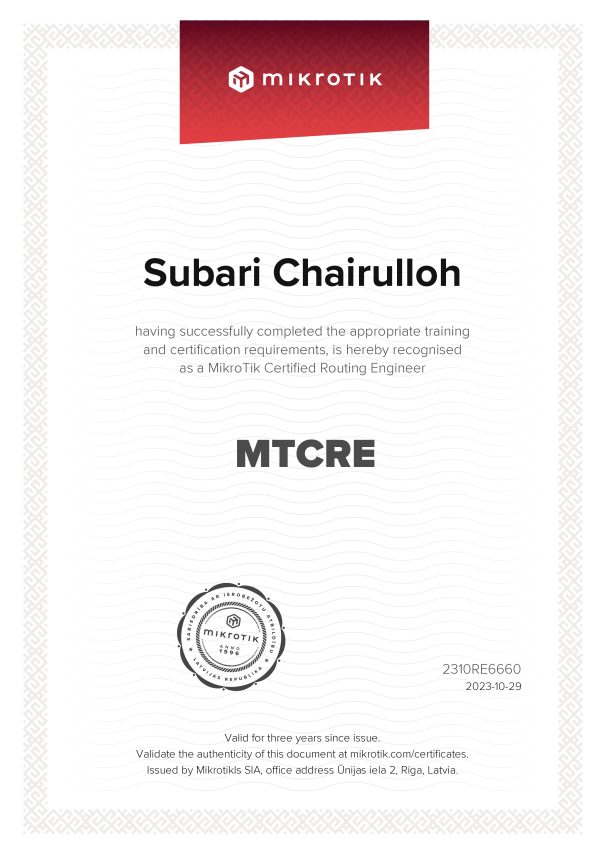 mikrotik
Subari Chairulloh
having successfully completed the appropriate training
and certification requirements, is hereby recognised
as a MikroTik Certified Routing Engineer
MTCRE
SABIEDRĪBA AR IEROBEŽOTU ATBILDĪBU
mikrotik
ANNO
1996
LATVIJAS REPUBLIKA
2310RE6660
2023-10-29
Valid for three years since issue.
Validate the authenticity of this document at mikrotik.com/certificates.
Issued by Mikrotikls SIA, office address Ūnijas iela 2, Riga, Latvia.